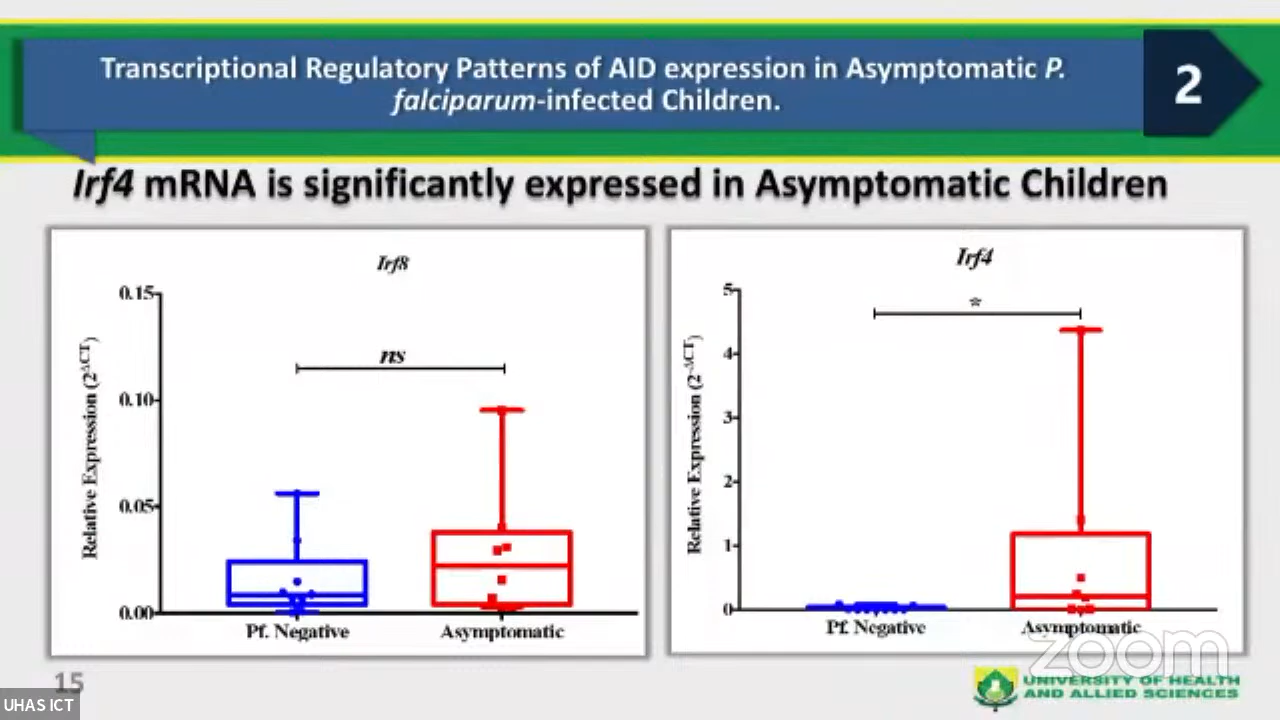 Transcriptional Regulatory Patterns of AID expression in Asymptomatic P.
falciparum-infected Children.
2
Irf4 mRNA is significantly expressed in Asymptomatic Children
Irf8
Relative Expression (2^ΔCT)
0.15
0.10
0.05
0.00
ns
Pf. Negative
Asymptomatic
Irf4
Relative Expression (2^-ΔCT)
5
4
3
2
1
0
*
Pf. Negative
Asymptomatic
zoom
15
UNIVERSITY OF HEALTH
AND ALLIED SCIENCES
UHAS ICT